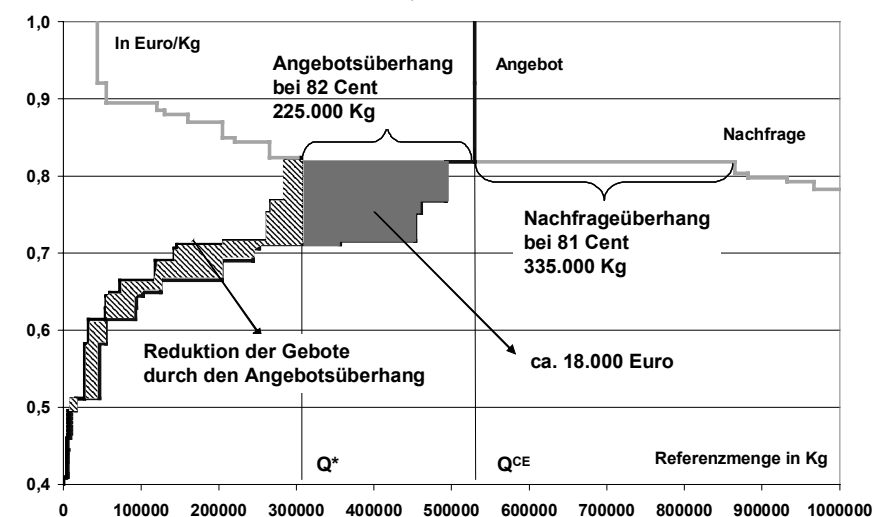 1,0
0,9
0,8
0,7
0,6
0,5
0,4
In Euro/Kg
Angebotsüberhang
bei 82 Cent
225.000 Kg
Angebot
Nachfrage
Nachfrageüberhang
bei 81 Cent
335.000 Kg
Reduktion der Gebote
durch den Angebotsüberhang
ca. 18.000 Euro
Q*
QCE
Referenzmenge in Kg
0 100000 200000 300000 400000 500000 600000 700000 800000 900000 1000000